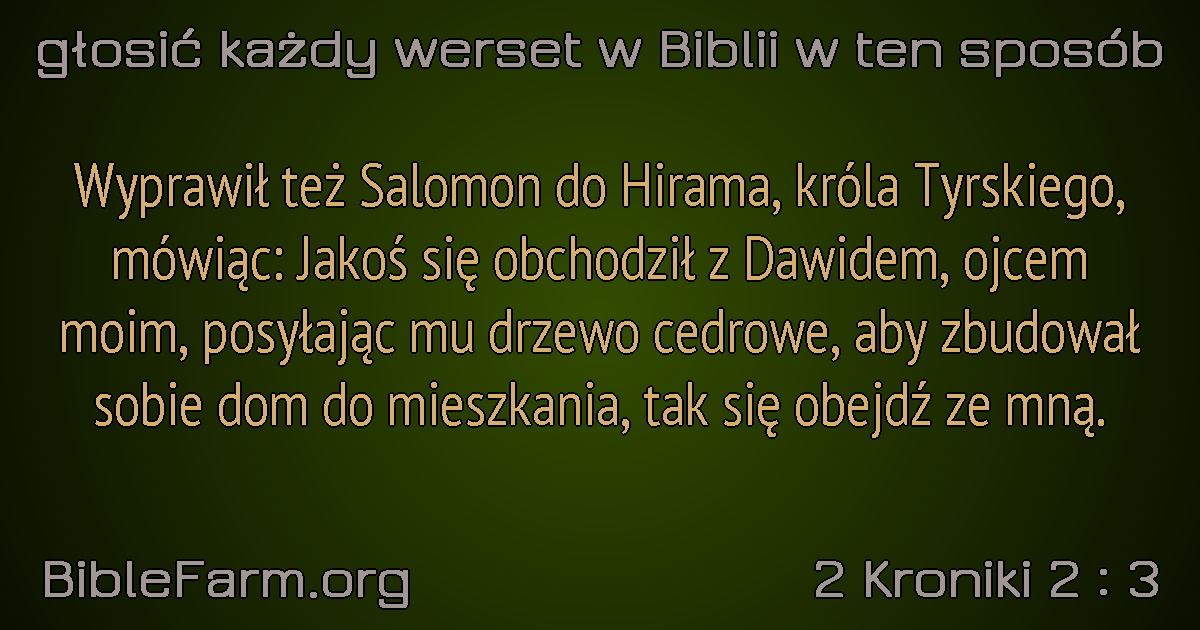 głosić każdy werset w Biblii w ten sposób
Wyprawił też Salomon do Hirama, króla Tyrskiego,
mówiąc: Jakoś się obchodził z Dawidem, ojcem
moim, posyłając mu drzewo cedrowe, aby zbudował
sobie dom do mieszkania, tak się obejdź ze mną.
BibleFarm.org
2 Kroniki 2 : 3